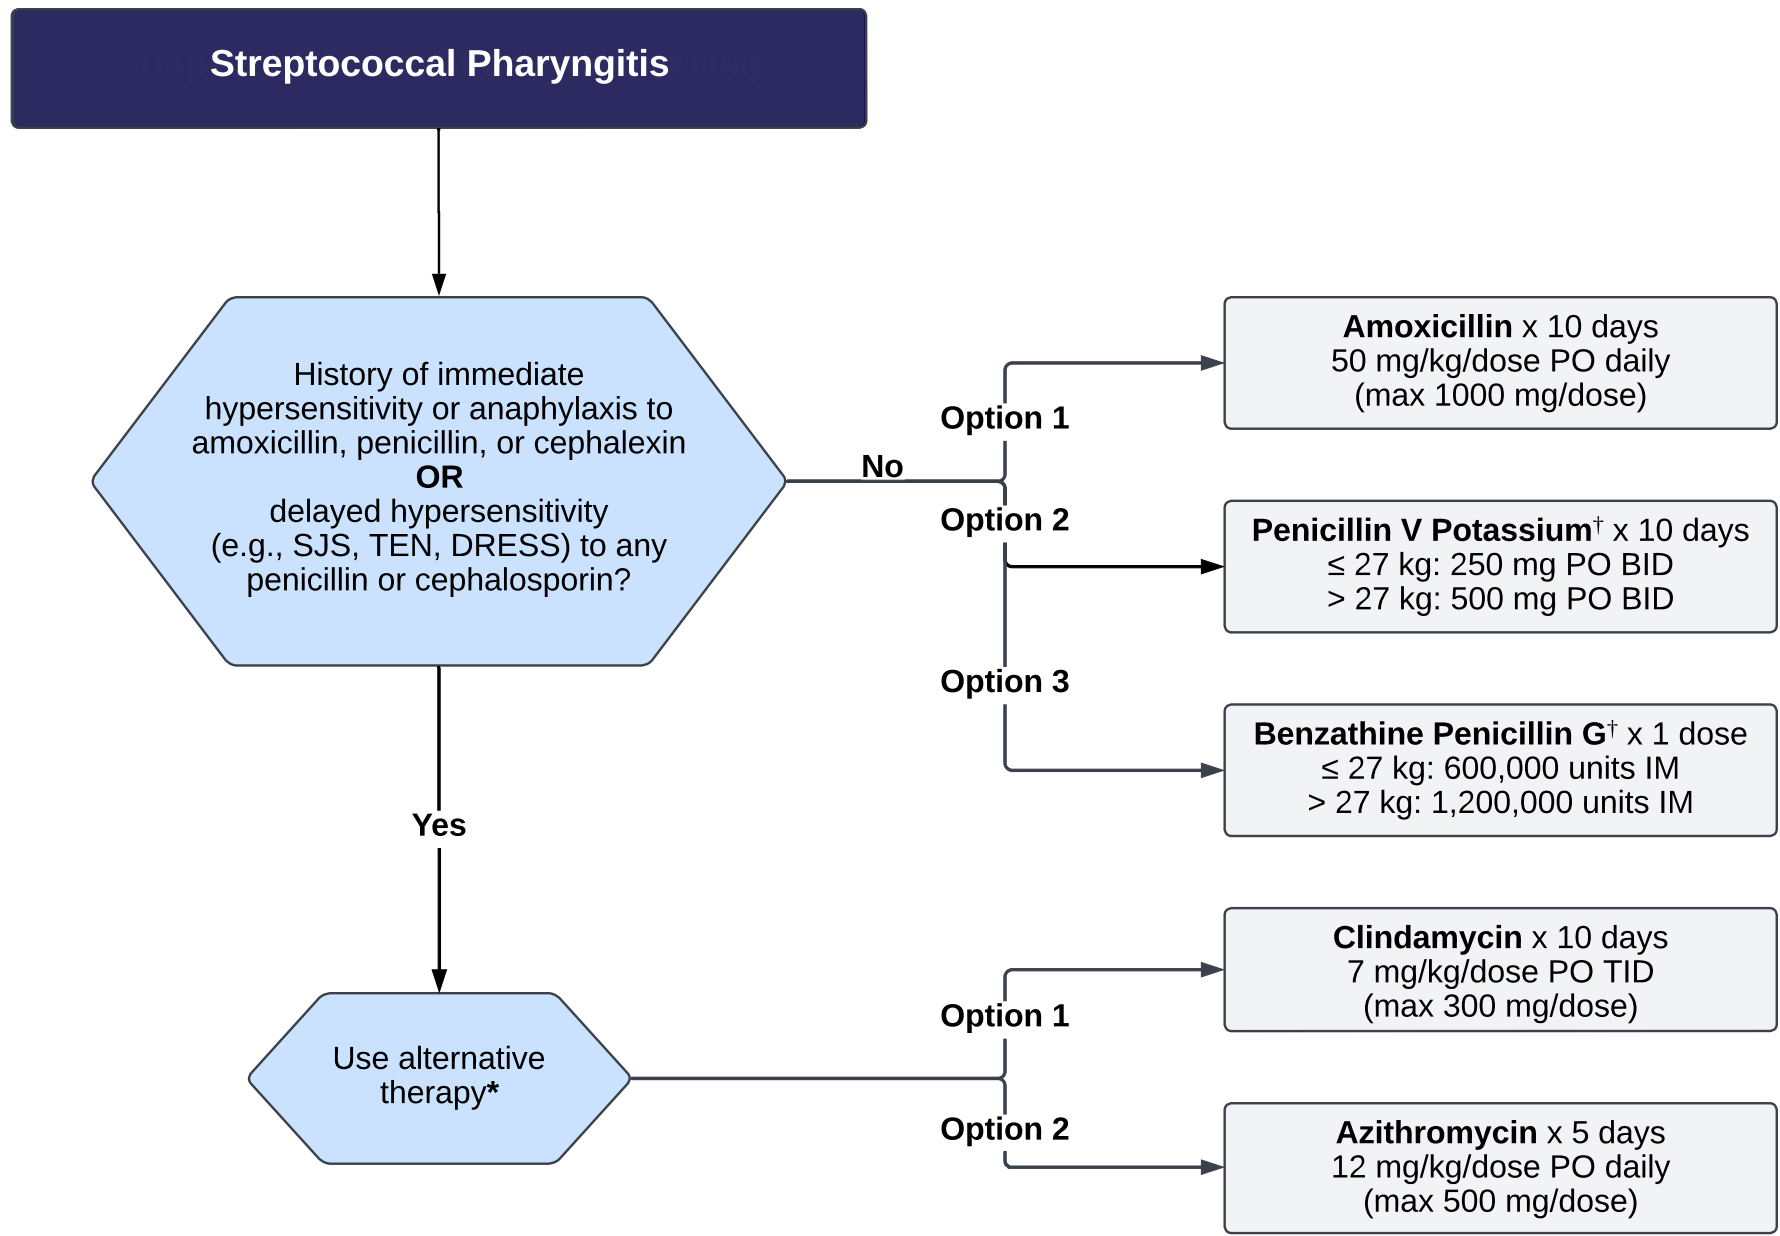 Streptococcal Pharyngitis
History of immediate
hypersensitivity or anaphylaxis to
amoxicillin, penicillin, or cephalexin
OR
delayed hypersensitivity
(e.g., SJS, TEN, DRESS) to any
penicillin or cephalosporin?
No
Option 1
Amoxicillin x 10 days
50 mg/kg/dose PO daily
(max 1000 mg/dose)
Option 2
Penicillin V Potassium† x 10 days
≤ 27 kg: 250 mg PO BID
> 27 kg: 500 mg PO BID
Option 3
Benzathine Penicillin G† x 1 dose
≤ 27 kg: 600,000 units IM
> 27 kg: 1,200,000 units IM
Yes
Use alternative
therapy*
Option 1
Clindamycin x 10 days
7 mg/kg/dose PO TID
(max 300 mg/dose)
Option 2
Azithromycin x 5 days
12 mg/kg/dose PO daily
(max 500 mg/dose)